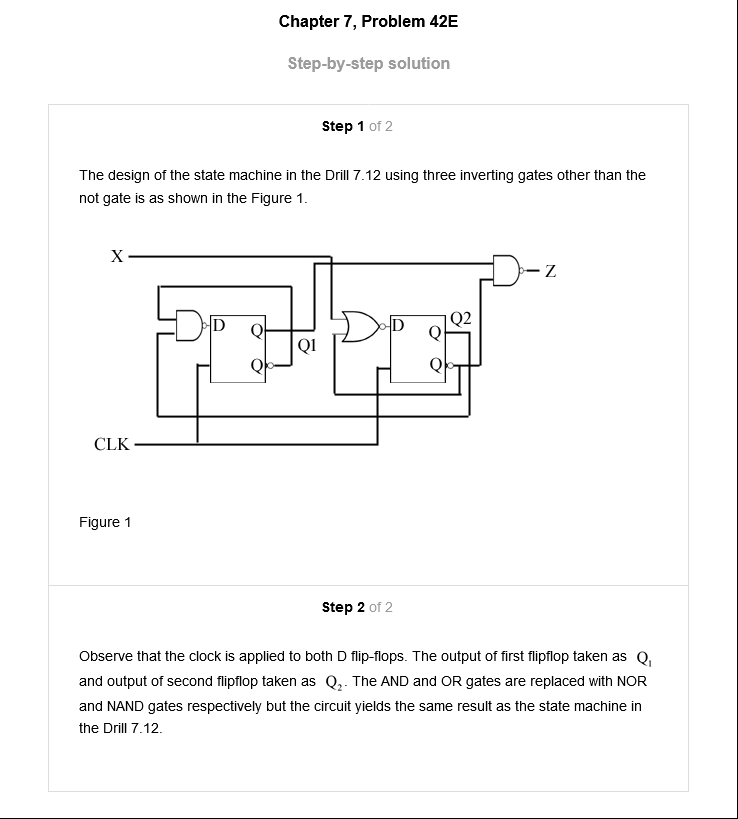 Chapter 7, Problem 42E
Step-by-step solution
Step 1 of 2
The design of the state machine in the Drill 7.12 using three inverting gates other than the
not gate is as shown in the Figure 1.
X
Z
D Q
Q1
Q
D Q
Q2
Q
CLK
Figure 1
Step 2 of 2
Observe that the clock is applied to both D flip-flops. The output of first flipflop taken as Q₁
and output of second flipflop taken as Q₂. The AND and OR gates are replaced with NOR
and NAND gates respectively but the circuit yields the same result as the state machine in
the Drill 7.12.